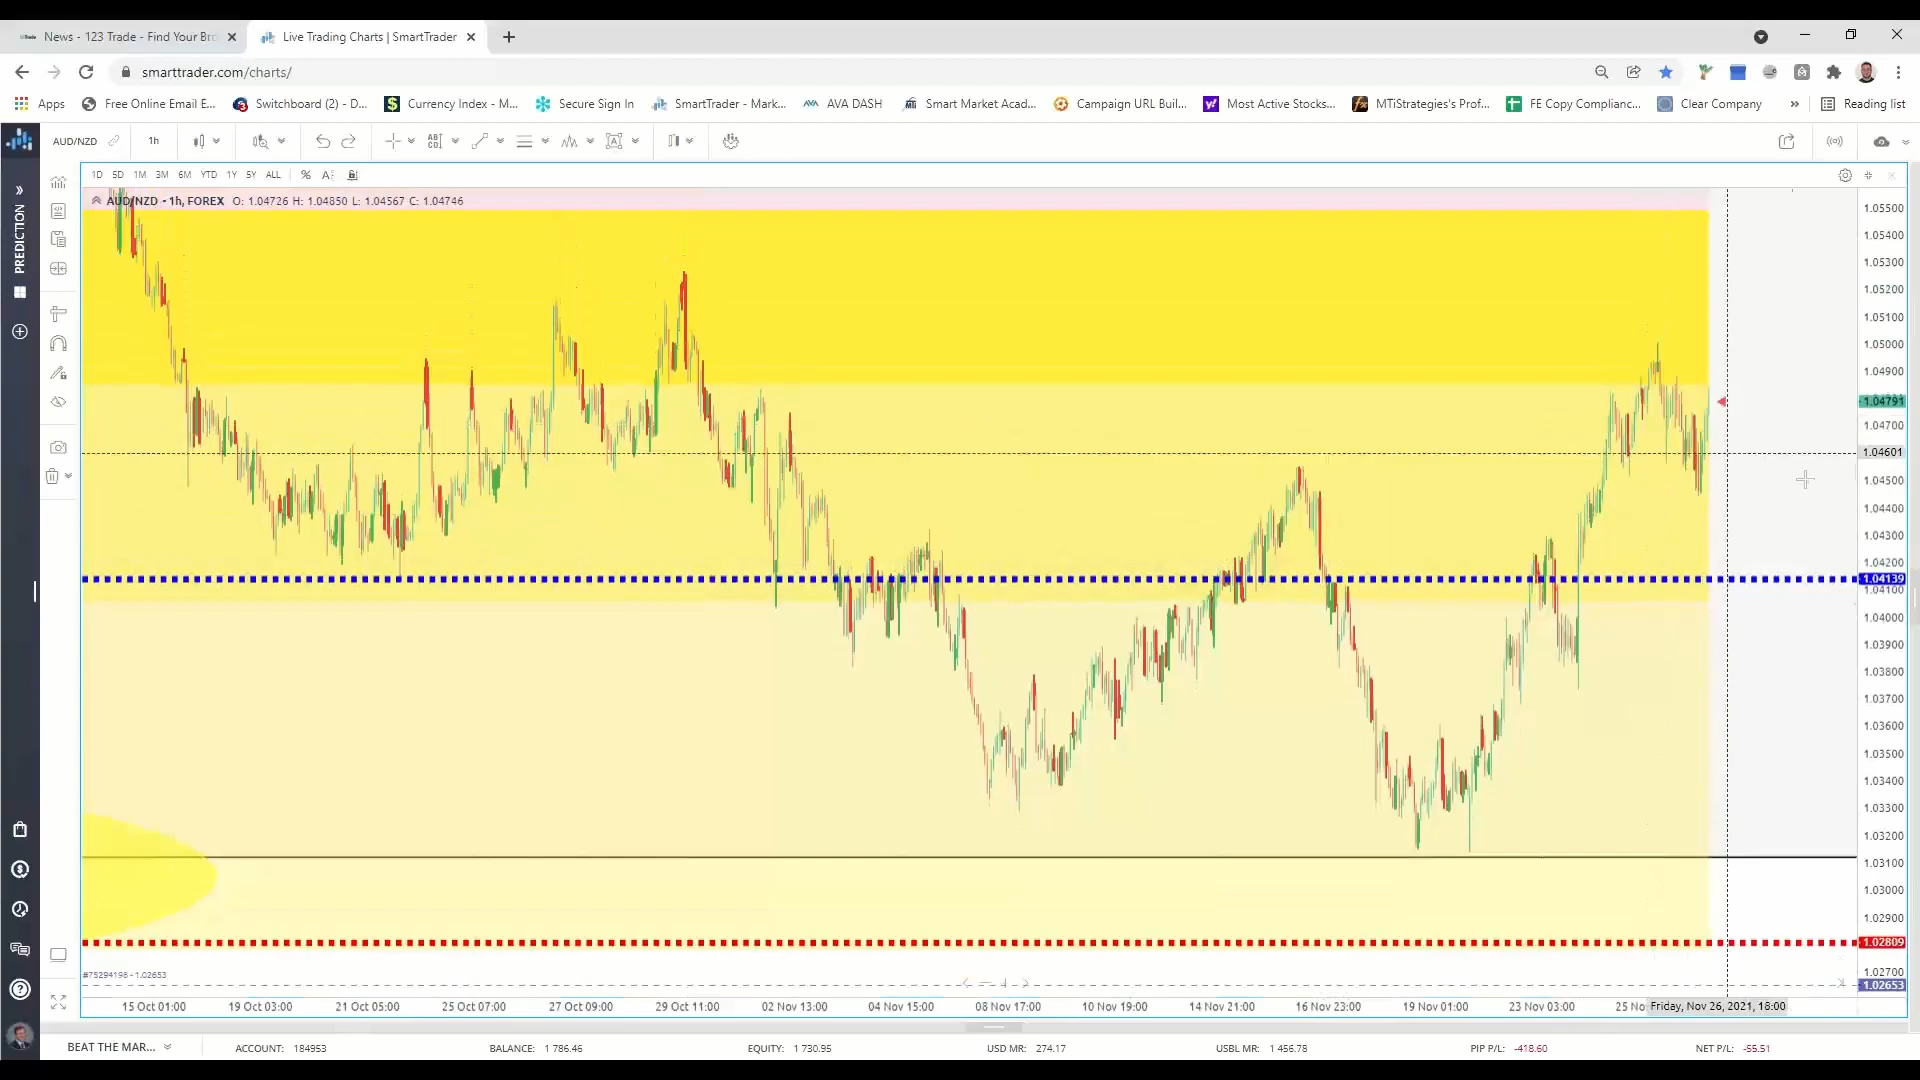 News - 123 Trade - Find Your Bro
Live Trading Charts | SmartTrader
smarttrader.com/charts/
Apps
Free Online Email E...
Switchboard (2) - D...
Currency Index - M...
Secure Sign In
SmartTrader - Mark...
AVA DASH
Smart Market Acad...
Campaign URL Buil...
Most Active Stocks...
MTiStrategies's Prof...
FE Copy Complianc...
Clear Company
Reading list
AUD/NZD
1h
1D 5D 1M 3M 6M YTD 1Y 5Y ALL %
AUD/NZD - 1h, FOREX O: 1.04726 H: 1.04850 L: 1.04567 C: 1.04746
PREDICTION
1.05500
1.05400
1.05300
1.05200
1.05100
1.05000
1.04900
1.04791
1.04700
1.04601
1.04500
1.04400
1.04300
1.04200
1.04139
1.04100
1.04000
1.03900
1.03800
1.03700
1.03600
1.03500
1.03400
1.03300
1.03200
1.03100
1.03000
1.02900
1.02809
1.02700
1.02653
#75294198 - 1.02653
15 Oct 01:00
19 Oct 03:00
21 Oct 05:00
25 Oct 07:00
27 Oct 09:00
29 Oct 11:00
02 Nov 13:00
04 Nov 15:00
08 Nov 17:00
10 Nov 19:00
14 Nov 21:00
16 Nov 23:00
19 Nov 01:00
23 Nov 03:00
25 No
Friday, Nov 26, 2021, 18:00
BEAT THE MAR...
ACCOUNT: 184953
BALANCE: 1 786.46
EQUITY: 1 730.95
USD MR: 274.17
USBL MR: 1 456.78
PIP P/L: -418.60
NET P/L: -55.51